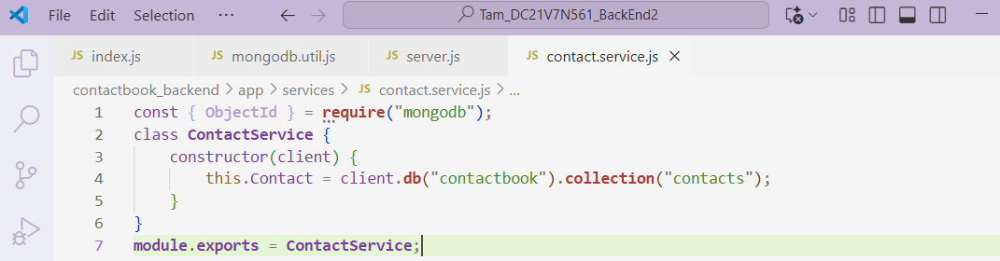 File Edit Selection ··· Tam_DC21V7N561_BackEnd2
JS index.js JS mongodb.util.js JS server.js JS contact.service.js
contactbook_backend > app > services > JS contact.service.js > ...
1 const { ObjectId } = require("mongodb");
2 class ContactService {
3 constructor(client) {
4 this.Contact = client.db("contactbook").collection("contacts");
5 }
6 }
7 module.exports = ContactService;